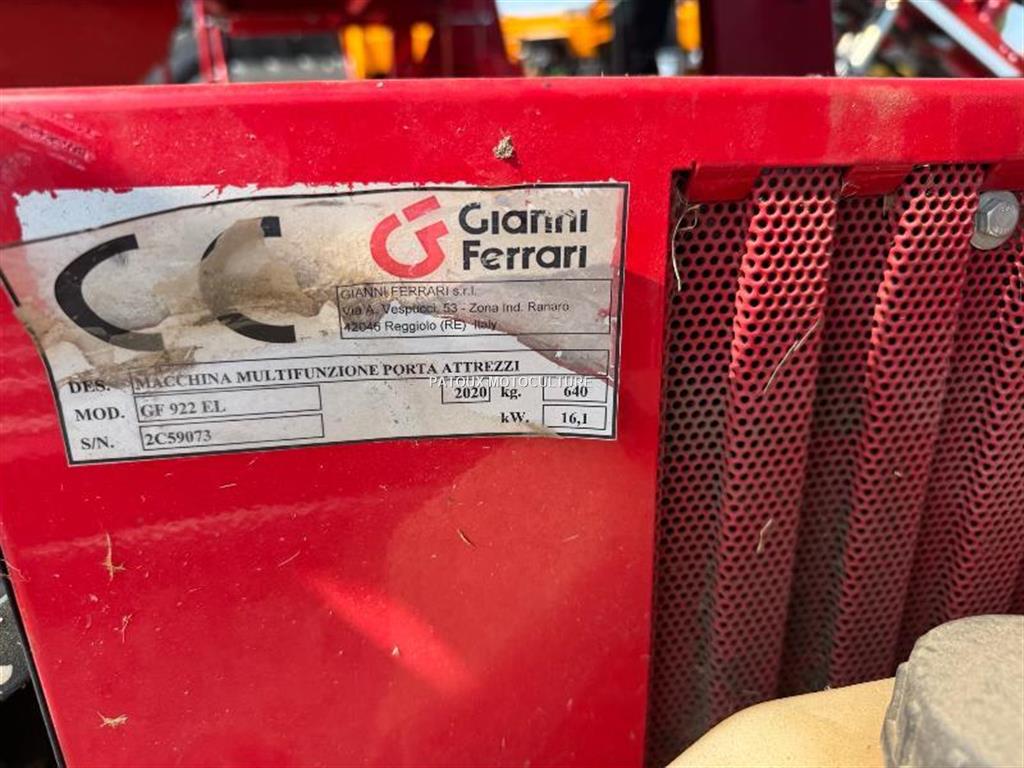 CE
Gianni
Ferrari
GIANNI FERRARI s.r.l.
Via A. Vespucci, 53 - Zona Ind. Ranaro
42046 Reggiolo (RE) Italy
DES. MACCHINA MULTIFUNZIONE PORTA ATTREZZI
PATOUX MOTOCULTURE
MOD. GF 922 EL 2020 kg. 640
kW. 16,1
S/N. 2C59073